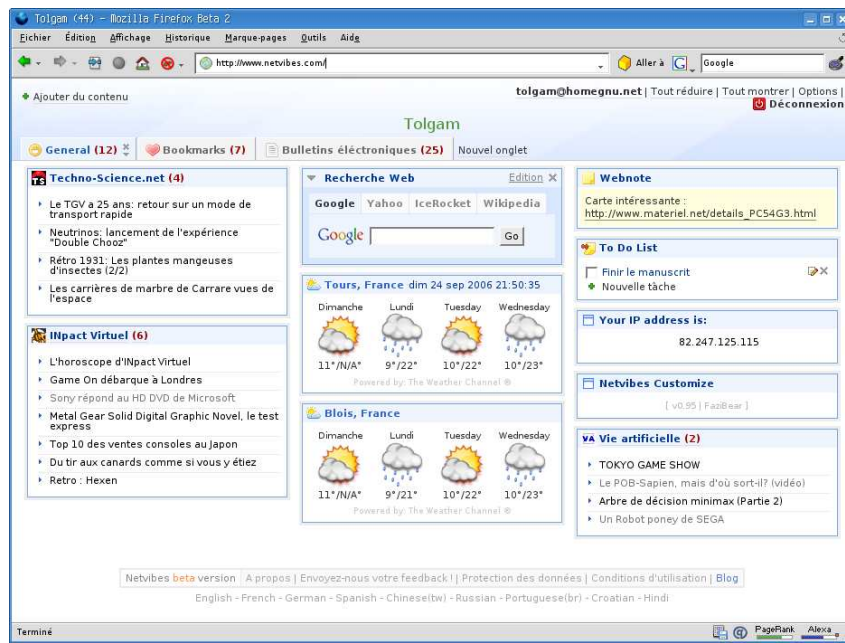 Tolgam (44) - Mozilla Firefox Beta 2
Fichier Édition Affichage Historique Marque-pages Outils Aide
http://www.netvibes.com/ Aller à G Google
Ajouter du contenu
tolgam@homegnu.net | Tout réduire | Tout montrer | Options |
Déconnexion
Tolgam
General (12) Bookmarks (7) Bulletins éléctroniques (25) Nouvel onglet
TS Techno-Science.net (4)
Le TGV a 25 ans: retour sur un mode de
transport rapide
Neutrinos: lancement de l'expérience
"Double Chooz"
Rétro 1931: Les plantes mangeuses
d'insectes (2/2)
Les carrières de marbre de Carrare vues de
l'espace
INpact Virtuel (6)
L'horoscope d'INpact Virtuel
Game On débarque à Londres
Sony répond au HD DVD de Microsoft
Metal Gear Solid Digital Graphic Novel, le test
express
Top 10 des ventes consoles au Japon
Du tir aux canards comme si vous y étiez
Retro : Hexen
Recherche Web Edition
Google Yahoo IceRocket Wikipedia
Google Go
Tours, France dim 24 sep 2006 21:50:35
Dimanche Lundi Tuesday Wednesday
11°/N/A° 9°/22° 10°/22° 10°/23°
Powered by: The Weather Channel ®
Blois, France
Dimanche Lundi Tuesday Wednesday
11°/N/A° 9°/21° 10°/22° 10°/23°
Powered by: The Weather Channel ®
Webnote
Carte intéressante :
http://www.materiel.net/details_PC54G3.html
To Do List
Finir le manuscrit
Nouvelle tâche
Your IP address is:
82.247.125.115
Netvibes Customize
[ v0.95 | FaziBear ]
VA Vie artificielle (2)
TOKYO GAME SHOW
Le POB-Sapien, mais d'où sort-il? (vidéo)
Arbre de décision minimax (Partie 2)
Un Robot poney de SEGA
Netvibes beta version | A propos | Envoyez-nous votre feedback ! | Protection des données | Conditions d'utilisation | Blog
English - French - German - Spanish - Chinese(tw) - Russian - Portuguese(br) - Croatian - Hindi
Terminé PageRank Alexa